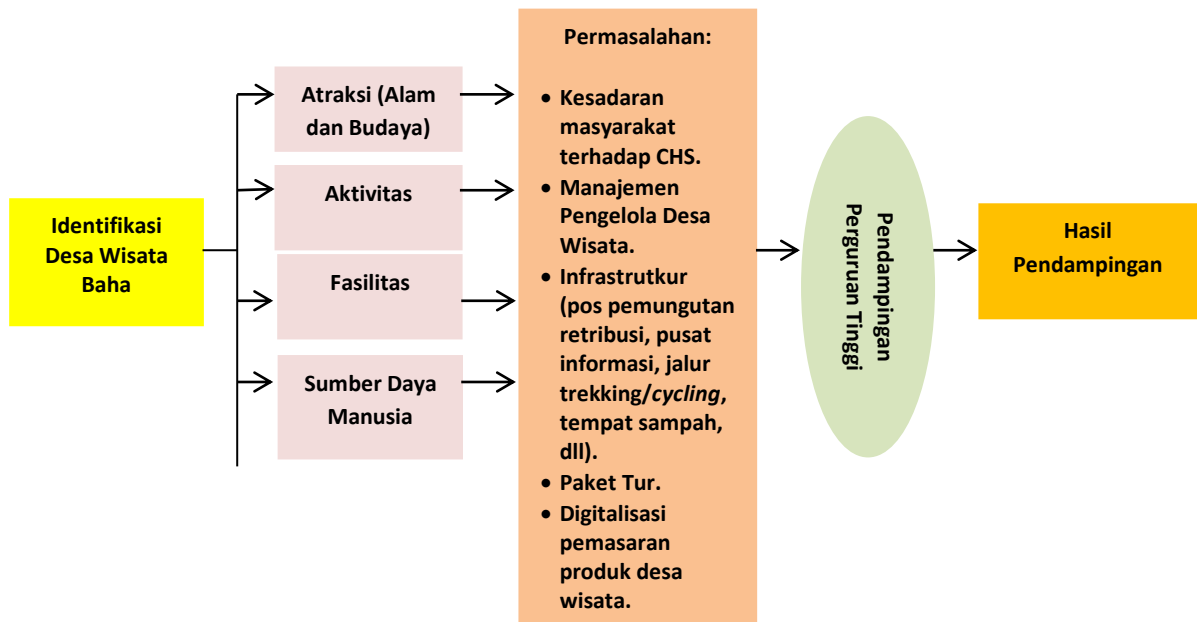 Identifikasi
Desa Wisata
Baha
Atraksi (Alam
dan Budaya)
Aktivitas
Fasilitas
Sumber Daya
Manusia
Permasalahan:
• Kesadaran
masyarakat
terhadap CHS.
• Manajemen
Pengelola Desa
Wisata.
• Infrastrutkur
(pos pemungutan
retribusi, pusat
informasi, jalur
trekking/cycling,
tempat sampah,
dll).
• Paket Tur.
• Digitalisasi
pemasaran
produk desa
wisata.
Pendampingan
Perguruan Tinggi
Hasil
Pendampingan